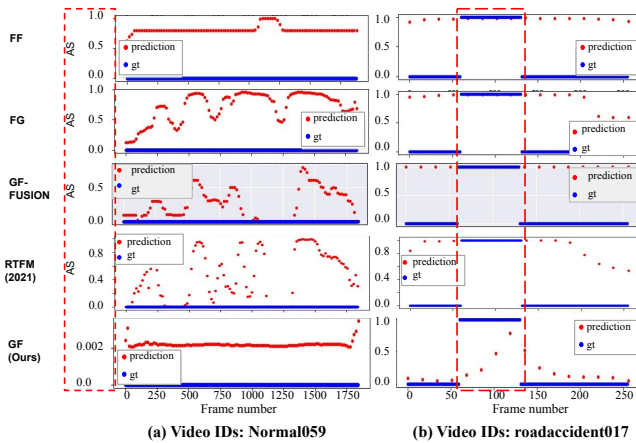 FF
AS
1.0
0.5
0.0
prediction
gt
1.0
0.5
0.0
prediction
gt
FG
AS
1.0
0.5
0.0
prediction
gt
1.0
0.5
0.0
prediction
gt
GF-
FUSION
AS
0.5
0.0
prediction
gt
1.0
0.5
0.0
prediction
gt
RTFM
(2021)
AS
0.8
0.4
0.0
prediction
gt
1.0
0.5
0.0
prediction
gt
GF
(Ours)
0.002
0.0
prediction
gt
1.0
0.5
0.0
prediction
gt
0 250 500 750 1000 1250 1500 1750
0 50 100 150 200 250
Frame number
Frame number
(a) Video IDs: Normal059
(b) Video IDs: roadaccident017